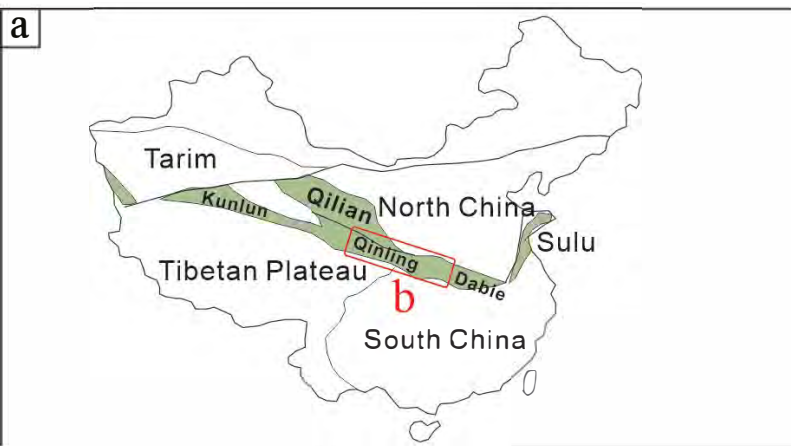 a
Tarim
Kunlun
Qilian
North China
Sulu
Qinling
Tibetan Plateau
Dabie
b
South China